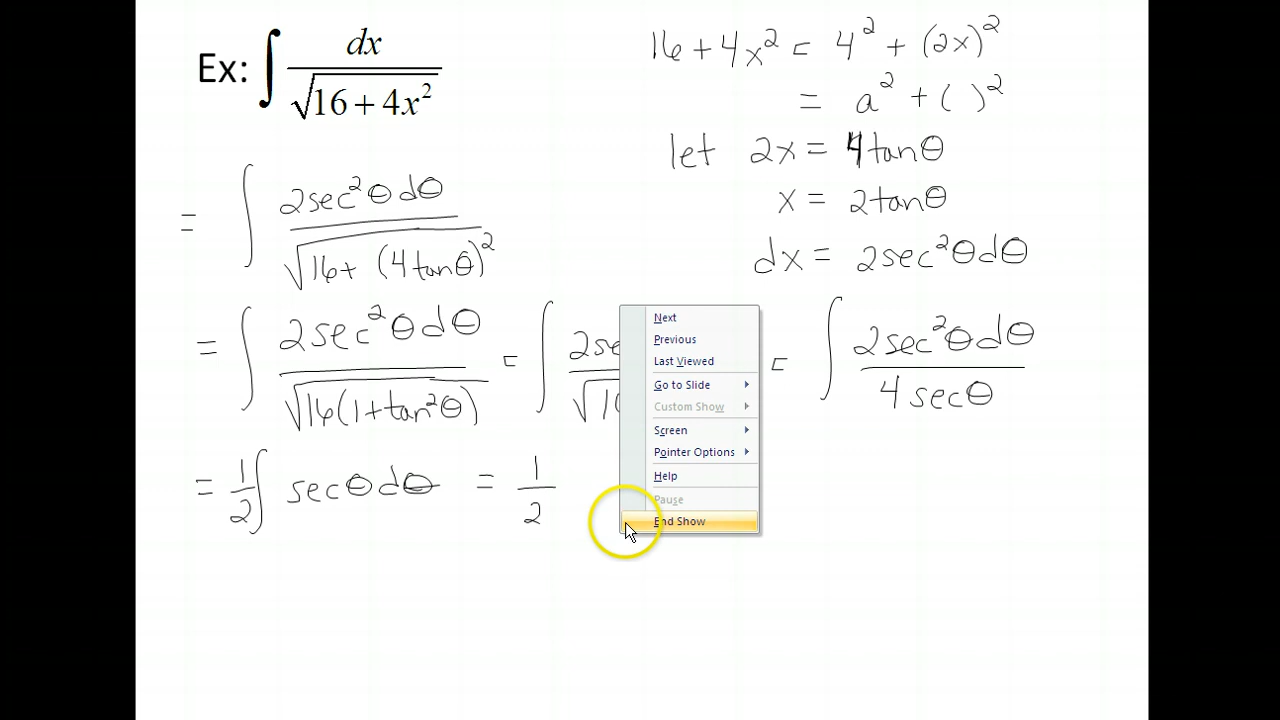 Ex: ∫ dx / √(16 + 4x²)
16 + 4x² = 4² + (2x)²
= a² + ( )²
let 2x = 4tanθ
x = 2tanθ
dx = 2sec²θdθ
= ∫ 2sec²θdθ / √(16 + (4tanθ)²)
= ∫ 2sec²θdθ / √(16(1+tan²θ)) = ∫ = ∫ 2sec²θdθ / 4secθ
= 1/2 ∫ secθdθ = 1/2
Next
Previous
Last Viewed
Go to Slide
Custom Show
Screen
Pointer Options
Help
Pause
End Show